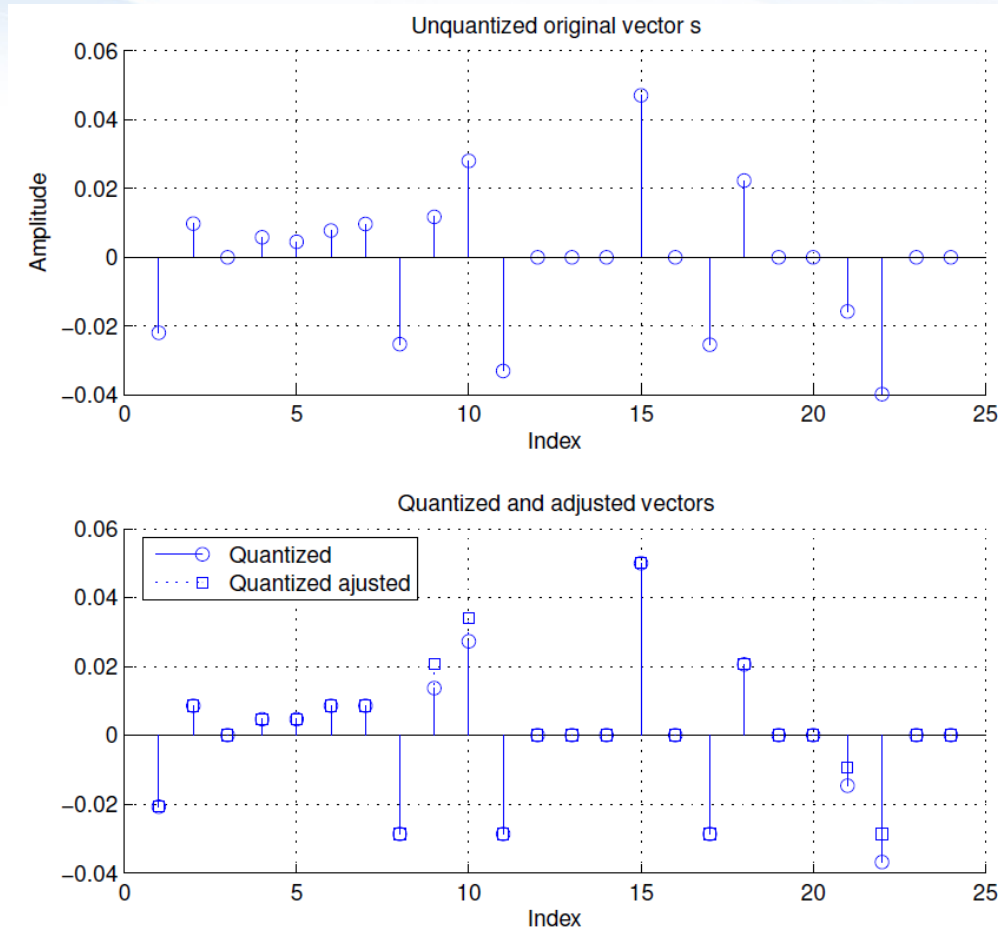 Unquantized original vector s
0.06
0.04
0.02
0
−0.02
−0.04
Amplitude
0 5 10 15 20 25
Index
Quantized and adjusted vectors
0.06
0.04
0.02
0
−0.02
−0.04
Quantized
Quantized ajusted
0 5 10 15 20 25
Index